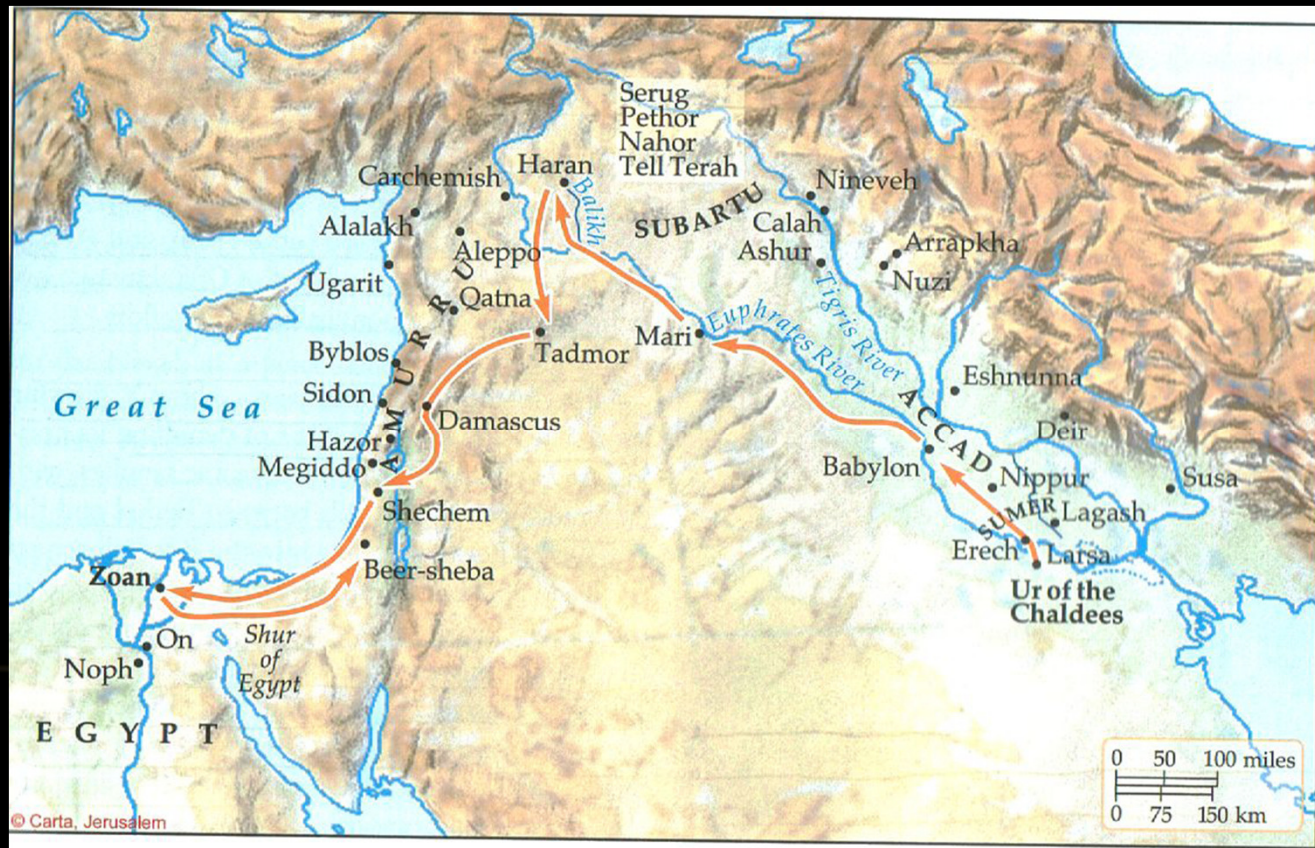 Serug
Pethor
Nahor
Tell Terah
Haran
Carchemish
Balikh
Nineveh
SUBARTU
Alalakh
Calah
Aleppo
Ashur
Arrapkha
Ugarit
Nuzi
Qatna
Tigris River
Mari
Euphrates River
Byblos
Tadmor
Sidon
AMURRU
Eshnunna
Great Sea
ACCAD
Damascus
Deir
Hazor
Megiddo
Babylon
Nippur
Susa
Shechem
SUMER
Lagash
Erech
Larsa
Zoan
Beer-sheba
Ur of the
Chaldees
On
Shur
of
Egypt
Noph
EGYPT
0 50 100 miles
0 75 150 km
© Carta, Jerusalem